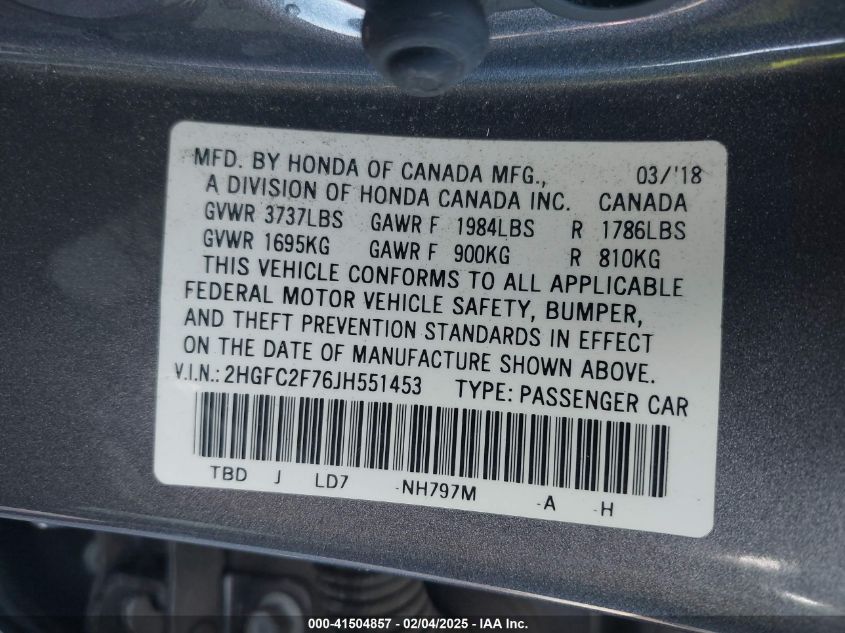 MFD. BY HONDA OF CANADA MFG., 03/'18
A DIVISION OF HONDA CANADA INC. CANADA
GVWR 3737LBS GAWR F 1984LBS R 1786LBS
GVWR 1695KG GAWR F 900KG R 810KG
THIS VEHICLE CONFORMS TO ALL APPLICABLE
FEDERAL MOTOR VEHICLE SAFETY, BUMPER,
AND THEFT PREVENTION STANDARDS IN EFFECT
ON THE DATE OF MANUFACTURE SHOWN ABOVE.
V.I.N.: 2HGFC2F76JH551453 TYPE: PASSENGER CAR
TBD J LD7 -NH797M -A -H
000-41504857 - 02/04/2025 - IAA Inc.